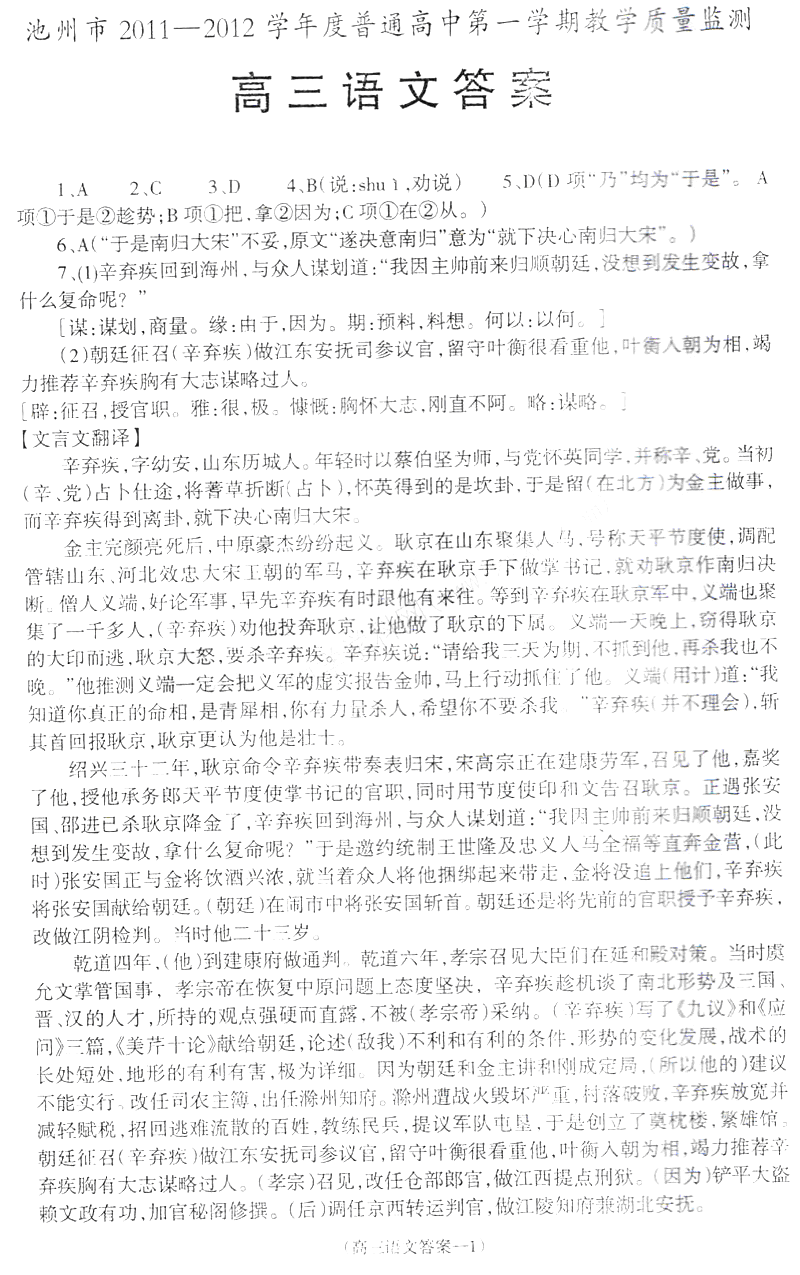 池州市2011—2012学年度普通高中第一学期教学质量监测
高三语文答案
1、A 2、C 3、D 4、B(说:shuì,劝说) 5、D(D项“乃”均为“于是”。A
项①于是②趁势;B项①把,拿②因为;C项①在②从。)
6、A(“于是南归大宋”不妥,原文“遂决意南归”意为“就下决心南归大宋”。)
7、(1)辛弃疾回到海州,与众人谋划道:“我因主帅前来归顺朝廷,没想到发生变故,拿
什么复命呢?”
[谋:谋划,商量。缘:由于,因为。期:预料,料想。何以:以何。]
(2)朝廷征召(辛弃疾)做江东安抚司参议官,留守叶衡很看重他,叶衡入朝为相,竭
力推荐辛弃疾胸有大志谋略过人。
[辟:征召,授官职。雅:很,极。慷慨:胸怀大志,刚直不阿。略:谋略。]
【文言文翻译】
辛弃疾,字幼安,山东历城人。年轻时以蔡伯坚为师,与党怀英同学,并称辛、党。当初
(辛、党)占卜仕途,将蓍草折断(占卜),怀英得到的是坎卦,于是留(在北方)为金主做事,
而辛弃疾得到离卦,就下决心南归大宋。
金主完颜亮死后,中原豪杰纷纷起义。耿京在山东聚集人马,号称天平节度使,调配
管辖山东、河北效忠大宋王朝的军马,辛弃疾在耿京手下做掌书记,就劝耿京作南归决
断。僧人义端,好论军事,早先辛弃疾有时跟他有来往。等到辛弃疾在耿京军中,义端也聚
集了一千多人,(辛弃疾)劝他投奔耿京,让他做了耿京的下属。义端一天晚上,窃得耿京
的大印而逃,耿京大怒,要杀辛弃疾。辛弃疾说:“请给我三天为期,不抓到他,再杀我也不
晚。”他推测义端一定会把义军的虚实报告金帅,马上行动抓住了他。义端(用计)道:“我
知道你真正的命相,是青犀相,你有力量杀人,希望你不要杀我。”辛弃疾(并不理会),斩
其首回报耿京,耿京更认为他是壮士。
绍兴三十二年,耿京命令辛弃疾带奏表归宋,宋高宗正在建康劳军,召见了他,嘉奖
了他,授他承务郎天平节度使掌书记的官职,同时用节度使印和文告召耿京。正遇张安
国、邵进已杀耿京降金了,辛弃疾回到海州,与众人谋划道:“我因主帅前来归顺朝廷,没
想到发生变故,拿什么复命呢?”于是邀约统制王世隆及忠义人马全福等直奔金营,(此
时)张安国正与金将饮酒兴浓,就当着众人将他捆绑起来带走,金将没追上他们,辛弃疾
将张安国献给朝廷。(朝廷)在闹市中将张安国斩首。朝廷还是将先前的官职授予辛弃疾,
改做江阴检判。当时他二十三岁。
乾道四年,(他)到建康府做通判。乾道六年,孝宗召见大臣们在延和殿对策。当时虞
允文掌管国事,孝宗帝在恢复中原问题上态度坚决,辛弃疾趁机谈了南北形势及三国、
晋、汉的人才,所持的观点强硬而直露,不被(孝宗帝)采纳。(辛弃疾)写了《九议》和《应
问》三篇,《美芹十论》献给朝廷,论述(敌我)不利和有利的条件,形势的变化发展,战术的
长处短处,地形的有利有害,极为详细。因为朝廷和金主讲和刚成定局,(所以他的)建议
不能实行。改任司农主簿,出任滁州知府。滁州遭战火毁坏严重,村落破败,辛弃疾放宽并
减轻赋税,招回逃难流散的百姓,教练民兵,提议军队屯垦,于是创立了奠枕楼,繁雄馆。
朝廷征召(辛弃疾)做江东安抚司参议官,留守叶衡很看重他,叶衡入朝为相,竭力推荐辛
弃疾胸有大志谋略过人。(孝宗)召见,改任仓部郎官,做江西提点刑狱。(因为)铲平大盗
赖文政有功,加官秘阁修撰。(后)调任京西转运判官,做江陵知府兼湖北安抚。
(高三语文答案--1)